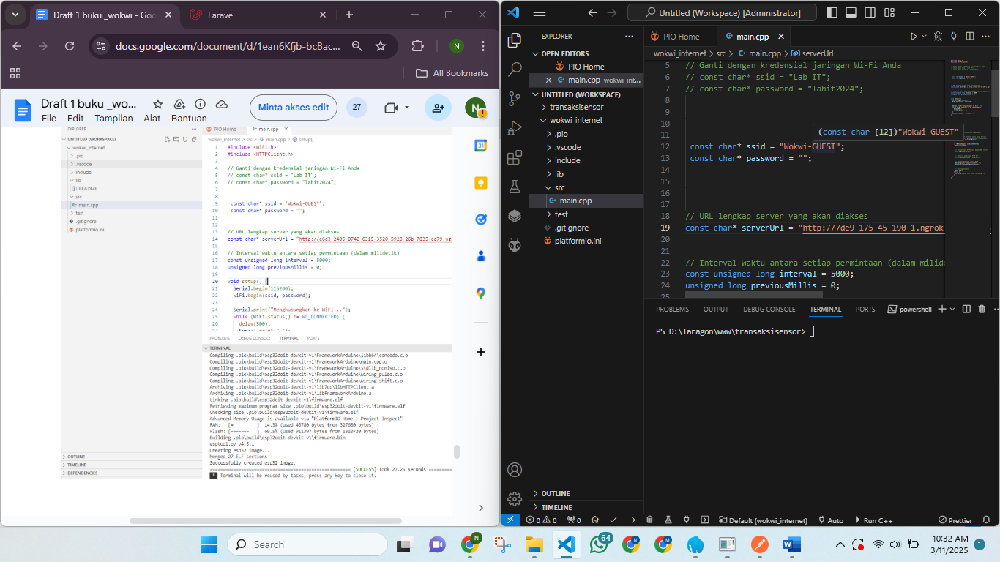 Draft 1 buku _wokwi - Goo
Laravel
docs.google.com/document/d/1ean6Kfjb-bcBac...
N
All Bookmarks
Draft 1 buku _wo...
File Edit Tampilan Alat Bantuan
Minta akses edit
27
N
EXPLORER
UNTITLED (WORKSPACE)
wokwi_internet
.pio
.vscode
include
lib
README
src
main.cpp
test
.gitignore
platformio.ini
OUTLINE
TIMELINE
DEPENDENCIES
PIO Home main.cpp
wokwi_internet > src > main.cpp > setup()
1 #include <WiFi.h>
2 #include <HTTPClient.h>
3
4 // Ganti dengan kredensial jaringan Wi-Fi Anda
5 // const char* ssid = "Lab IT";
6 // const char* password = "labit2024";
7
8
9 const char* ssid = "Wokwi-GUEST";
10 const char* password = "";
11
12
13 // URL lengkap server yang akan diakses
14 const char* serverUrl = "http://e6d3-2405-8740-6315-3520-5928-26b-7835-cd79.ng
15
16 // Interval waktu antara setiap permintaan (dalam milidetik)
17 const unsigned long interval = 5000;
18 unsigned long previousMillis = 0;
19
20 void setup() {
21 Serial.begin(115200);
22 WiFi.begin(ssid, password);
23
24 Serial.print("Menghubungkan ke WiFi...");
25 while (WiFi.status() != WL_CONNECTED) {
26 delay(500);
27 Serial.print(".");
PROBLEMS DEBUG CONSOLE TERMINAL PORTS
TERMINAL
Compiling .pio\build\esp32doit-devkit-v1\FrameworkArduino\libb64\cencode.c.o
Compiling .pio\build\esp32doit-devkit-v1\FrameworkArduino\main.cpp.o
Compiling .pio\build\esp32doit-devkit-v1\FrameworkArduino\stdlib_noniso.c.o
Compiling .pio\build\esp32doit-devkit-v1\FrameworkArduino\wiring_pulse.c.o
Compiling .pio\build\esp32doit-devkit-v1\FrameworkArduino\wiring_shift.c.o
Archiving .pio\build\esp32doit-devkit-v1\lib7cc\libHTTPClient.a
Archiving .pio\build\esp32doit-devkit-v1\libFrameworkArduino.a
Linking .pio\build\esp32doit-devkit-v1\firmware.elf
Retrieving maximum program size .pio\build\esp32doit-devkit-v1\firmware.elf
Checking size .pio\build\esp32doit-devkit-v1\firmware.elf
Advanced Memory Usage is available via "PlatformIO Home > Project Inspect"
RAM: [= ] 14.3% (used 46780 bytes from 327680 bytes)
Flash: [======= ] 69.5% (used 911397 bytes from 1310720 bytes)
Building .pio\build\esp32doit-devkit-v1\firmware.bin
esptool.py v4.5.1
Creating esp32 image...
Merged 27 ELF sections
Successfully created esp32 image.
[SUCCESS] Took 27.25 seconds
* Terminal will be reused by tasks, press any key to close it.
Untitled (Workspace) [Administrator]
EXPLORER
OPEN EDITORS
PIO Home
main.cpp wokwi_int...
UNTITLED (WORKSPACE)
transaksisensor
wokwi_internet
.pio
.vscode
include
lib
src
main.cpp
test
.gitignore
platformio.ini
OUTLINE
TIMELINE
PIO Home main.cpp
wokwi_internet > src > main.cpp > serverUrl
5 // Ganti dengan kredensial jaringan Wi-Fi Anda
6 // const char* ssid = "Lab IT";
7 // const char* password = "labit2024";
8
9
10
11
(const char [12])"Wokwi-GUEST"
12 const char* ssid = "Wokwi-GUEST";
13 const char* password = "";
14
15
16
17
18 // URL lengkap server yang akan diakses
19 const char* serverUrl = "http://7de9-175-45-190-1.ngrok-
20
21
22 // Interval waktu antara setiap permintaan (dalam milide
23 const unsigned long interval = 5000;
24 unsigned long previousMillis = 0;
25
PROBLEMS OUTPUT DEBUG CONSOLE TERMINAL PORTS powershell
PS D:\laragon\www\transaksisensor>
0 0 0 Default (wokwi_internet) Auto Run C++ Prettier
Search
64
10:32 AM
3/11/2025
1